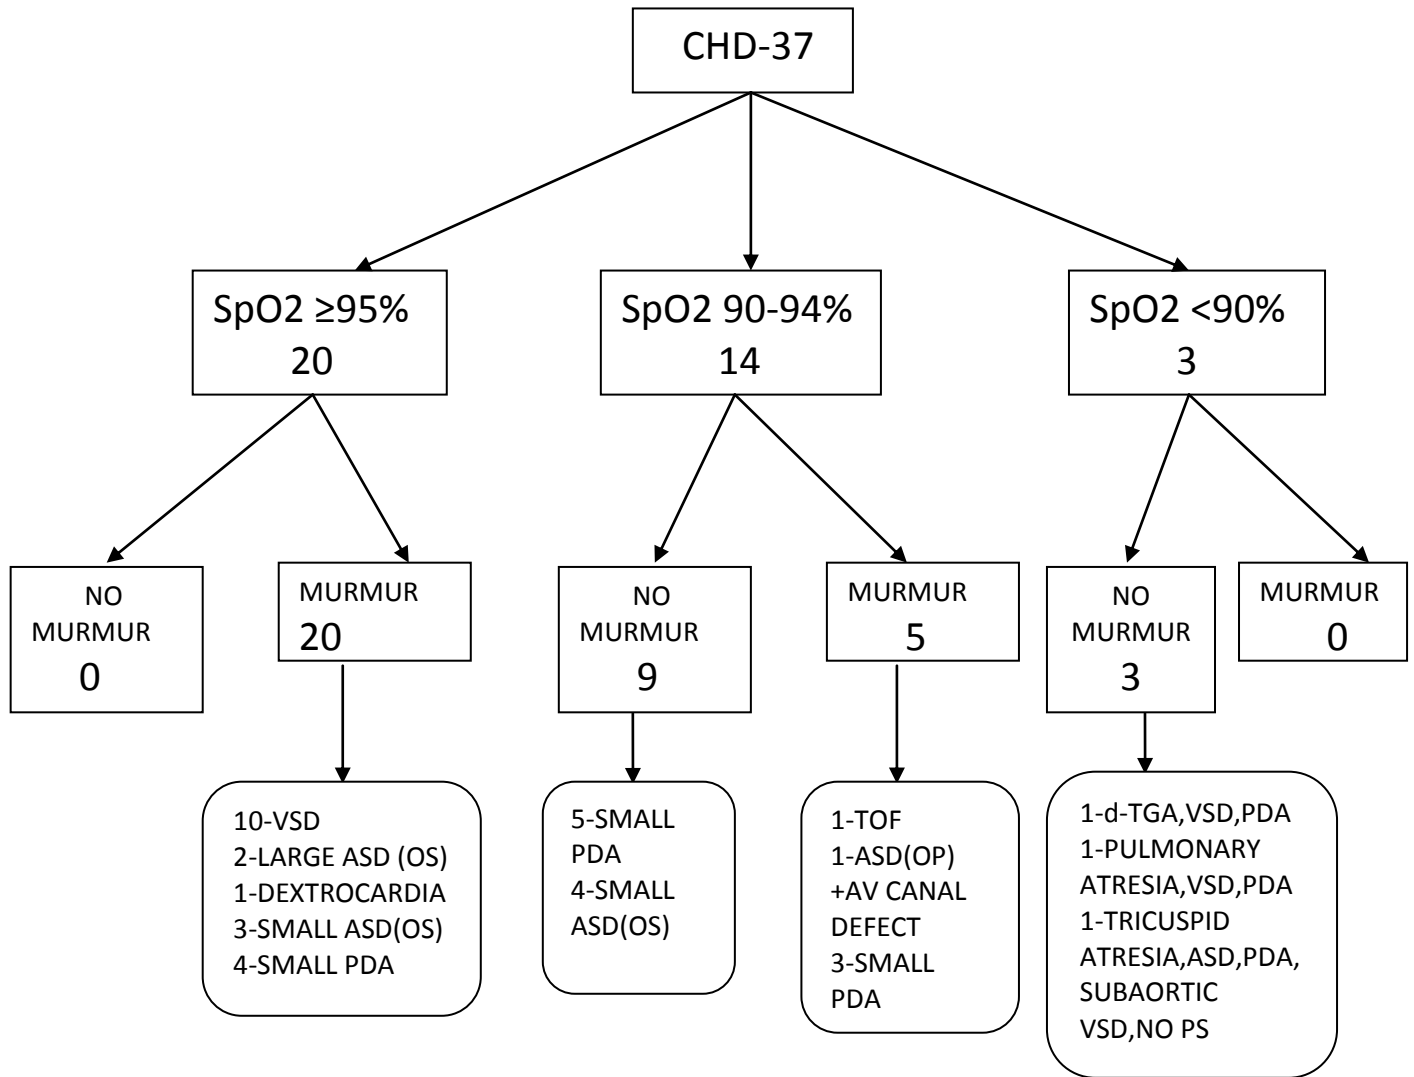 CHD-37
SpO2 ≥95%
20
SpO2 90-94%
14
SpO2 <90%
3
NO
MURMUR
0
MURMUR
20
NO
MURMUR
9
MURMUR
5
NO
MURMUR
3
MURMUR
0
10-VSD
2-LARGE ASD (OS)
1-DEXTROCARDIA
3-SMALL ASD(OS)
4-SMALL PDA
5-SMALL
PDA
4-SMALL
ASD(OS)
1-TOF
1-ASD(OP)
+AV CANAL
DEFECT
3-SMALL
PDA
1-d-TGA,VSD,PDA
1-PULMONARY
ATRESIA,VSD,PDA
1-TRICUSPID
ATRESIA,ASD,PDA,
SUBAORTIC
VSD,NO PS